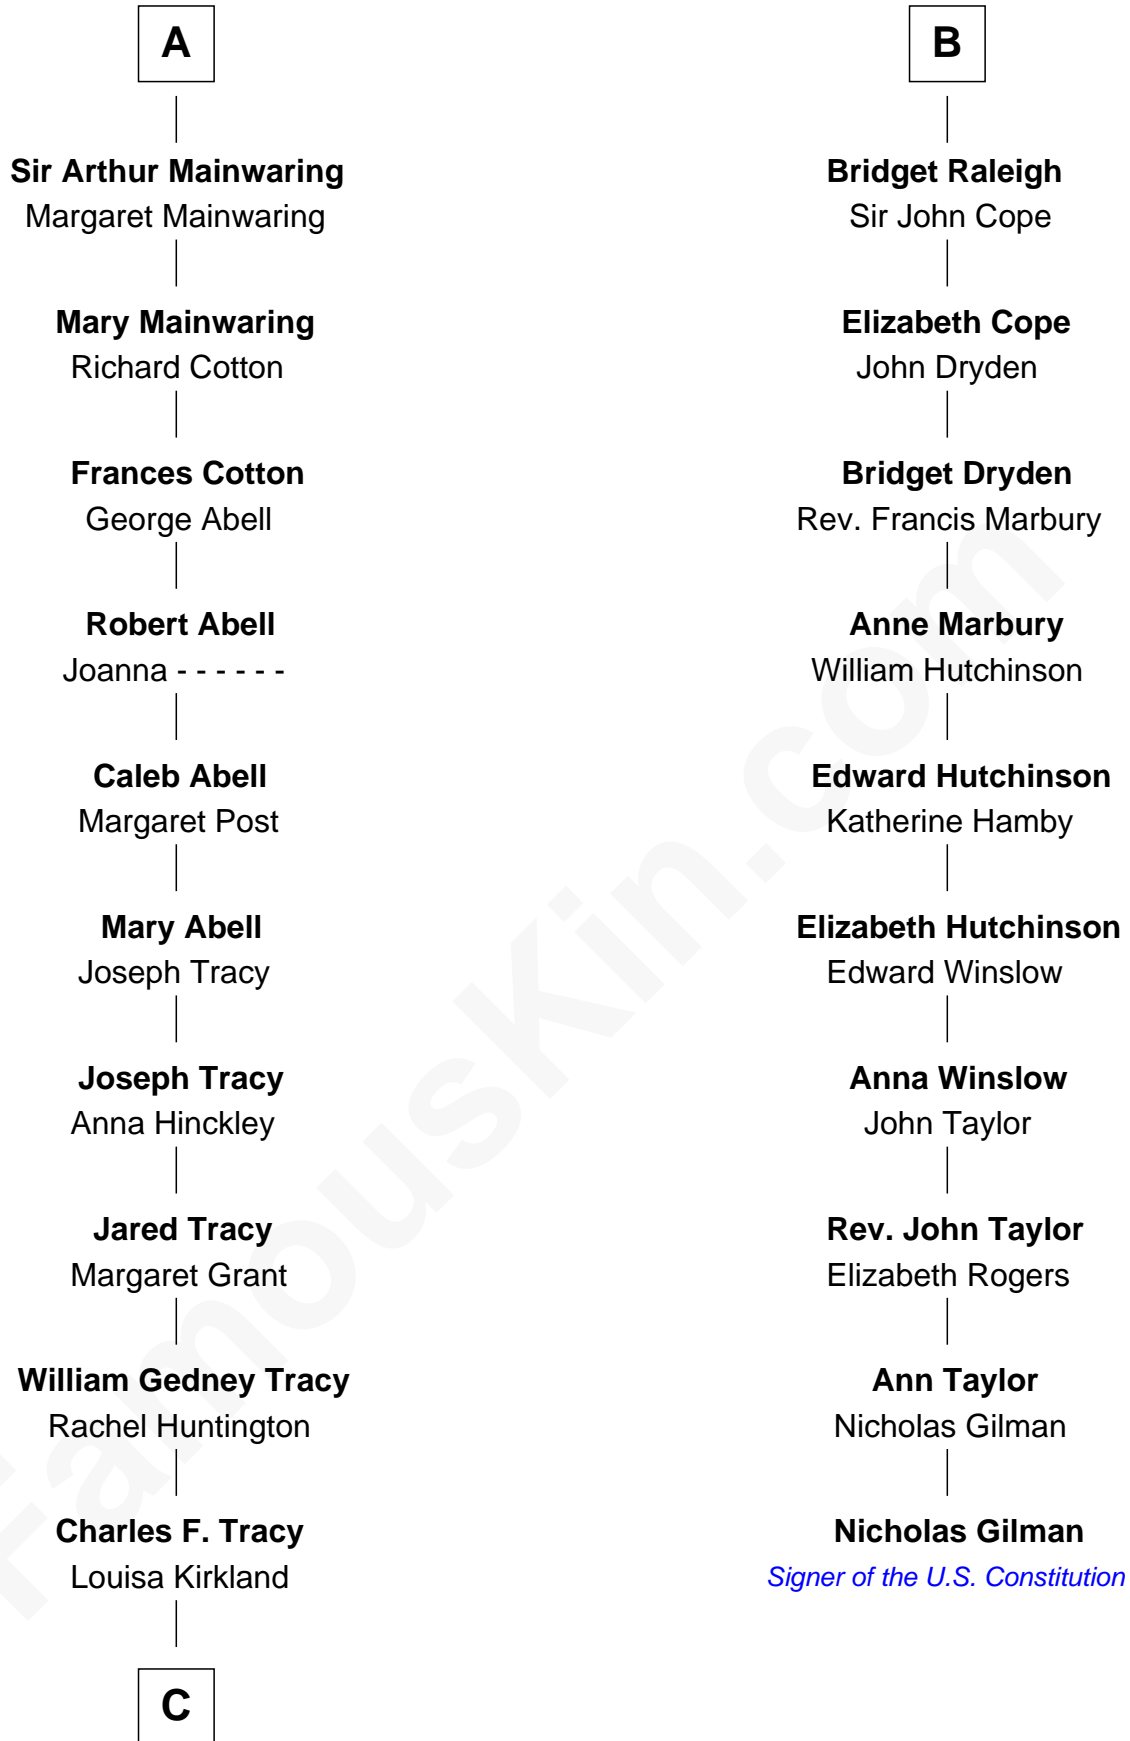 A
Sir Arthur Mainwaring
Margaret Mainwaring
Mary Mainwaring
Richard Cotton
Frances Cotton
George Abell
Robert Abell
Joanna - - - - - -
Caleb Abell
Margaret Post
Mary Abell
Joseph Tracy
Joseph Tracy
Anna Hinckley
Jared Tracy
Margaret Grant
William Gedney Tracy
Rachel Huntington
Charles F. Tracy
Louisa Kirkland
C
B
Bridget Raleigh
Sir John Cope
Elizabeth Cope
John Dryden
Bridget Dryden
Rev. Francis Marbury
Anne Marbury
William Hutchinson
Edward Hutchinson
Katherine Hamby
Elizabeth Hutchinson
Edward Winslow
Anna Winslow
John Taylor
Rev. John Taylor
Elizabeth Rogers
Ann Taylor
Nicholas Gilman
Nicholas Gilman
Signer of the U.S. Constitution
FamousKin.com